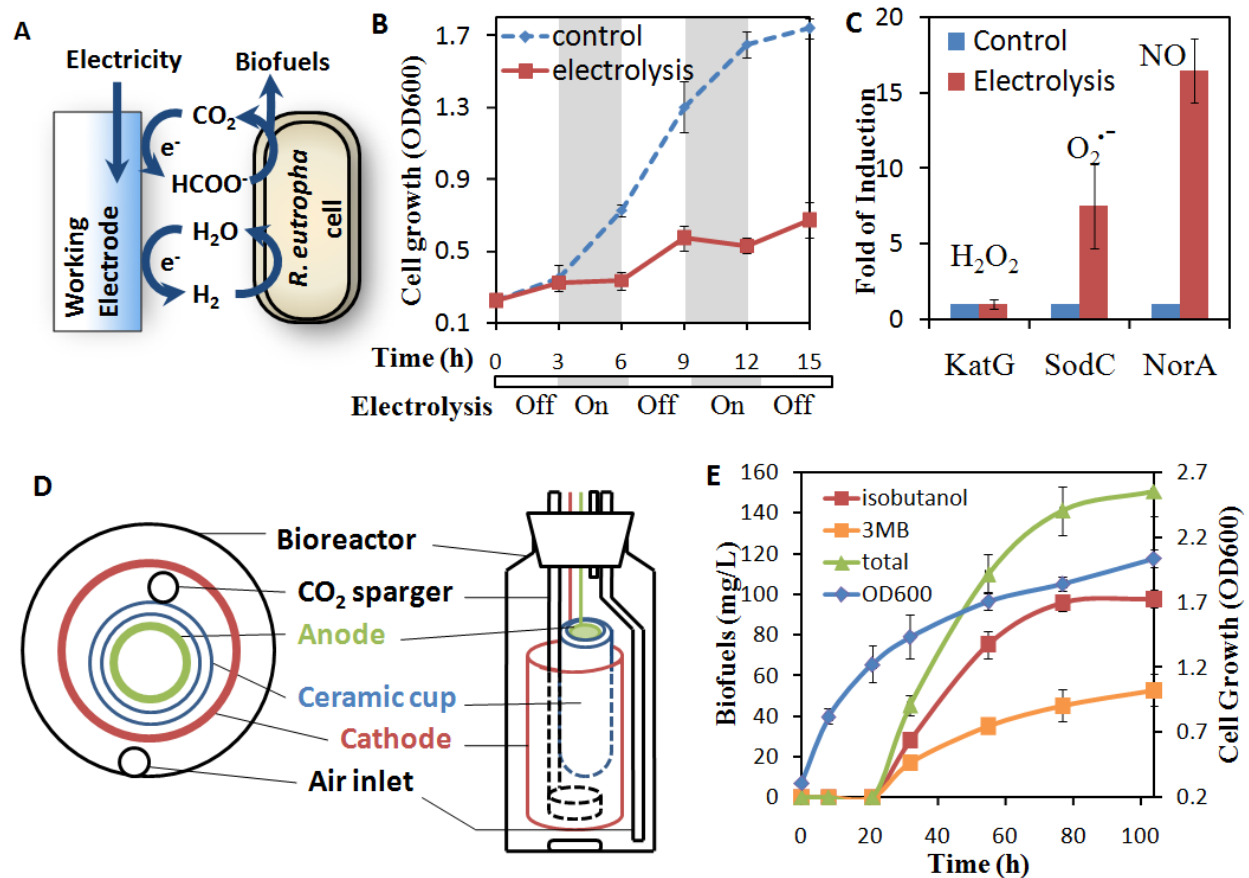 A
Electricity
Biofuels
CO₂
e⁻
HCOO⁻
H₂O
e⁻
H₂
Working
Electrode
R. eutropha
cell
B
control
electrolysis
Cell growth (OD600)
1.7
1.3
0.9
0.5
0.1
Time (h)
0 3 6 9 12 15
Electrolysis
Off On Off On Off
C
Control
Electrolysis
Fold of Induction
20
15
10
5
0
H₂O₂
O₂·⁻
NO
KatG SodC NorA
D
Bioreactor
CO₂ sparger
Anode
Ceramic cup
Cathode
Air inlet
E
isobutanol
3MB
total
OD600
Biofuels (mg/L)
160
140
120
100
80
60
40
20
0
Cell Growth (OD600)
2.7
2.2
1.7
1.2
0.7
0.2
0 20 40 60 80 100
Time (h)